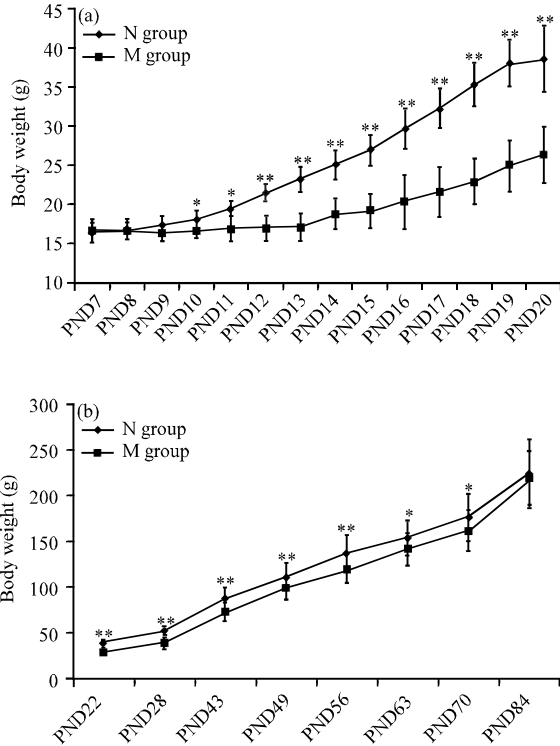 (a)
N group
M group
Body weight (g)
45
40
35
30
25
20
15
10
* * ** ** ** ** ** ** ** ** ** **
PND7 PND8 PND9 PND10 PND11 PND12 PND13 PND14 PND15 PND16 PND17 PND18 PND19 PND20
(b)
N group
M group
Body weight (g)
300
250
200
150
100
50
0
** ** ** ** ** * *
PND22 PND28 PND43 PND49 PND56 PND63 PND70 PND84